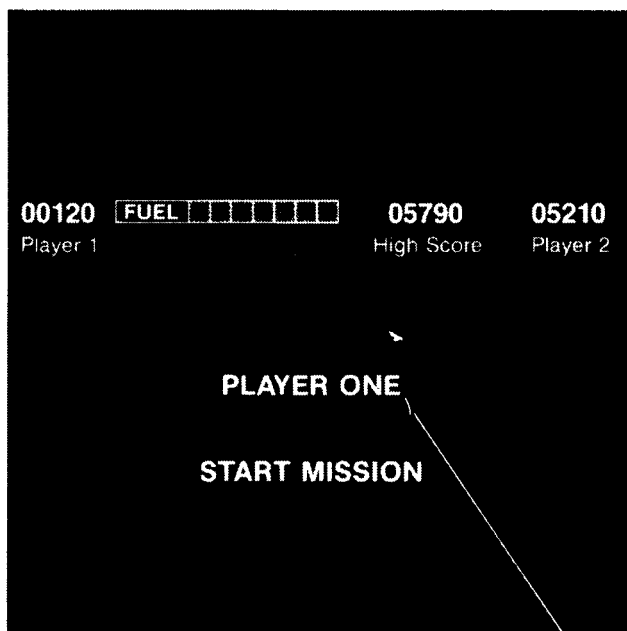 00120 FUEL 05790 05210
Player 1 High Score Player 2
PLAYER ONE
START MISSION